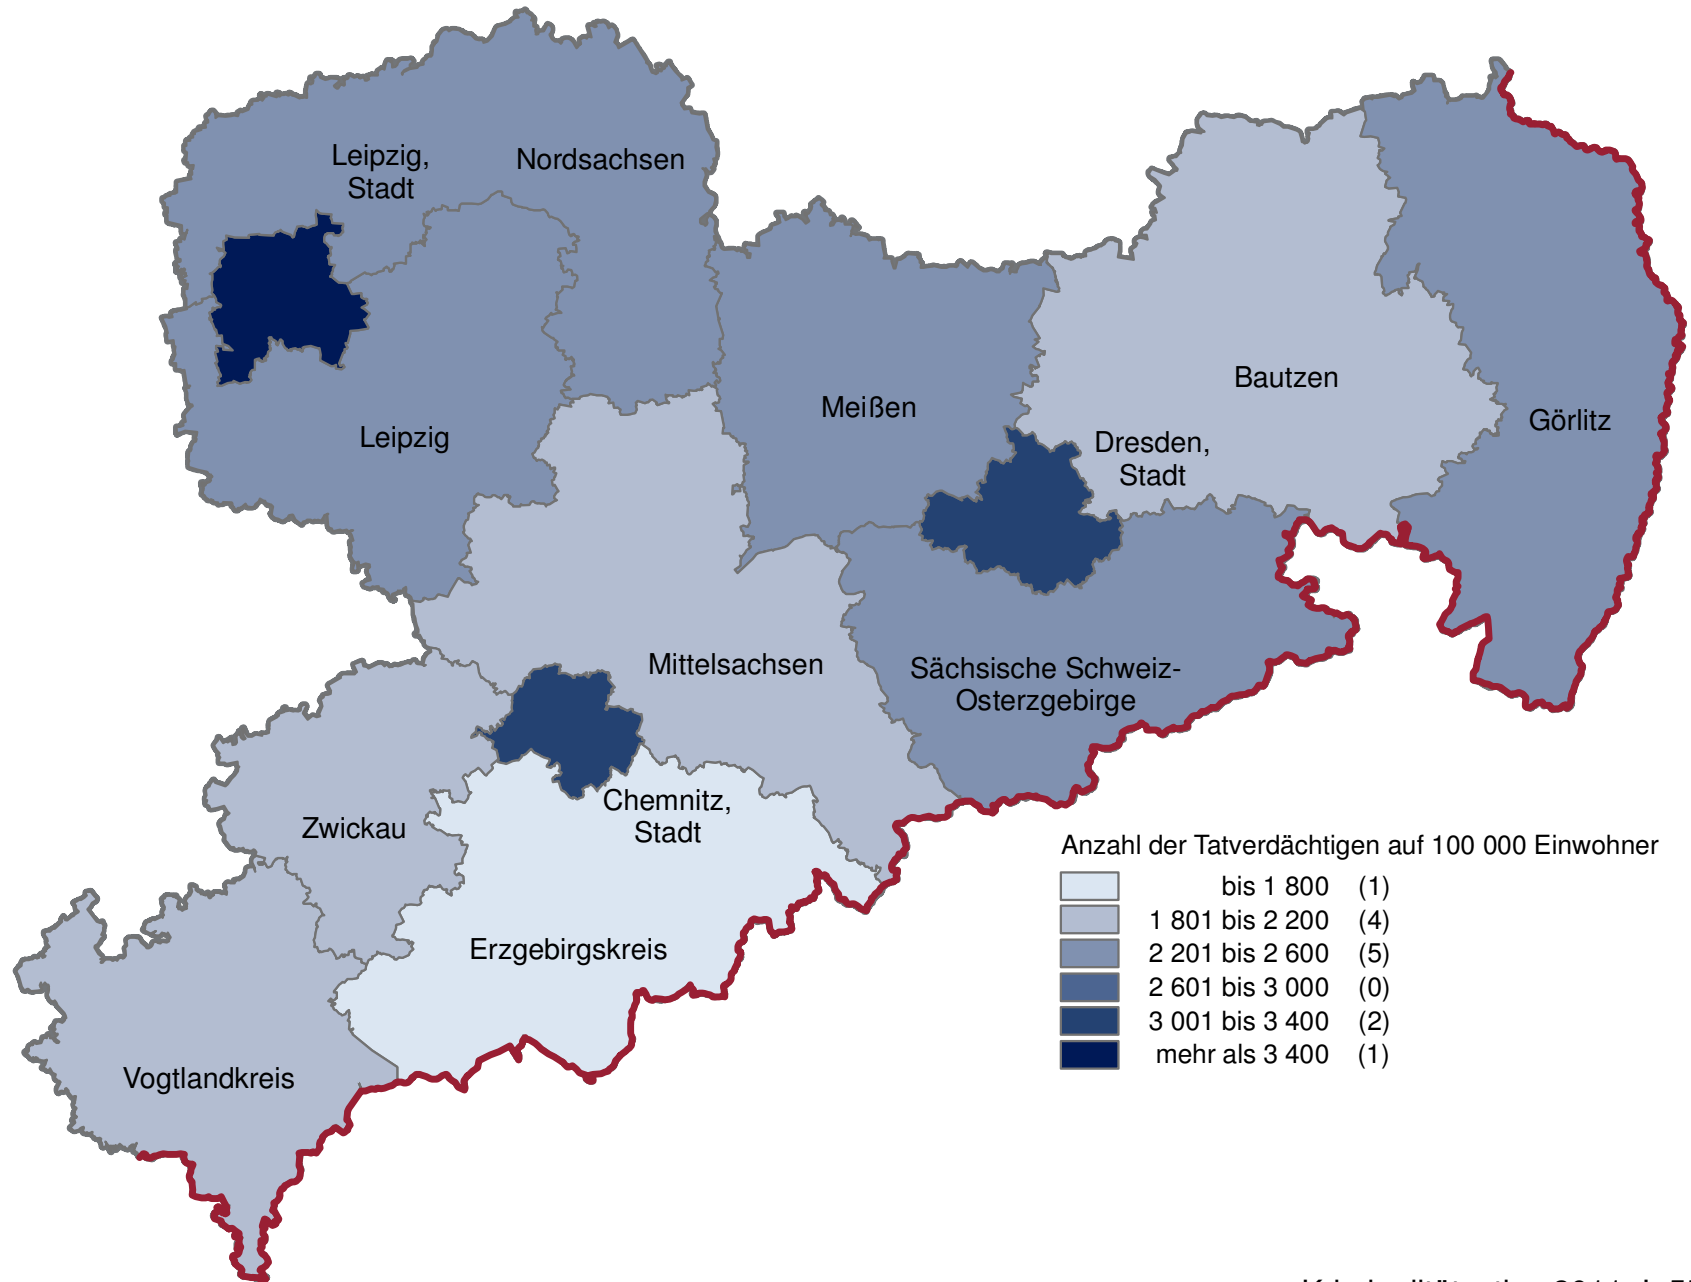 Leipzig,
Stadt
Nordsachsen
Leipzig
Meißen
Bautzen
Görlitz
Dresden,
Stadt
Mittelsachsen
Sächsische Schweiz-
Osterzgebirge
Chemnitz,
Stadt
Zwickau
Erzgebirgskreis
Vogtlandkreis
Anzahl der Tatverdächtigen auf 100 000 Einwohner
bis 1 800 (1)
1 801 bis 2 200 (4)
2 201 bis 2 600 (5)
2 601 bis 3 000 (0)
3 001 bis 3 400 (2)
mehr als 3 400 (1)